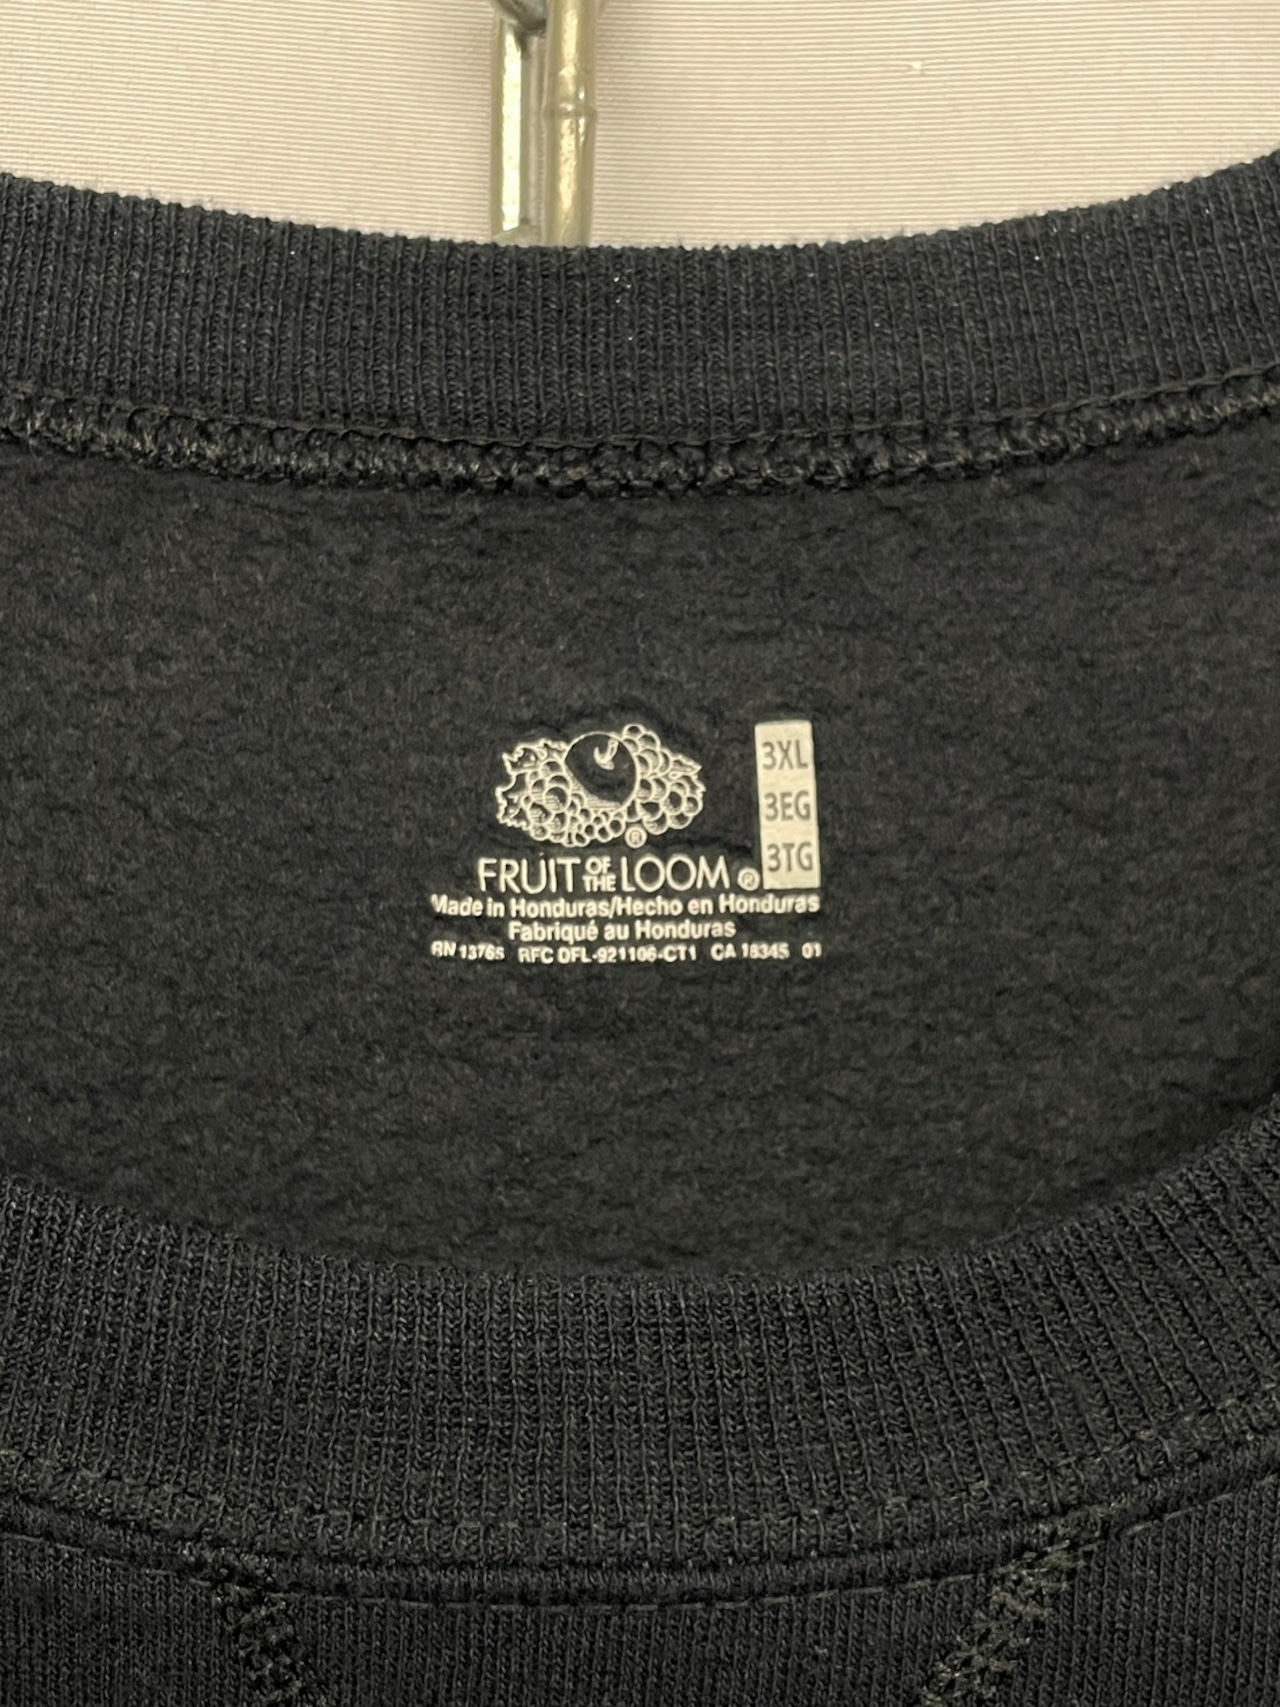 3XL
3EG
3TG
FRUIT OF THE LOOM®
Made in Honduras/Hecho en Honduras
Fabriqué au Honduras
RN 13765 RFC DFL-921106-CT1 CA 18345 01